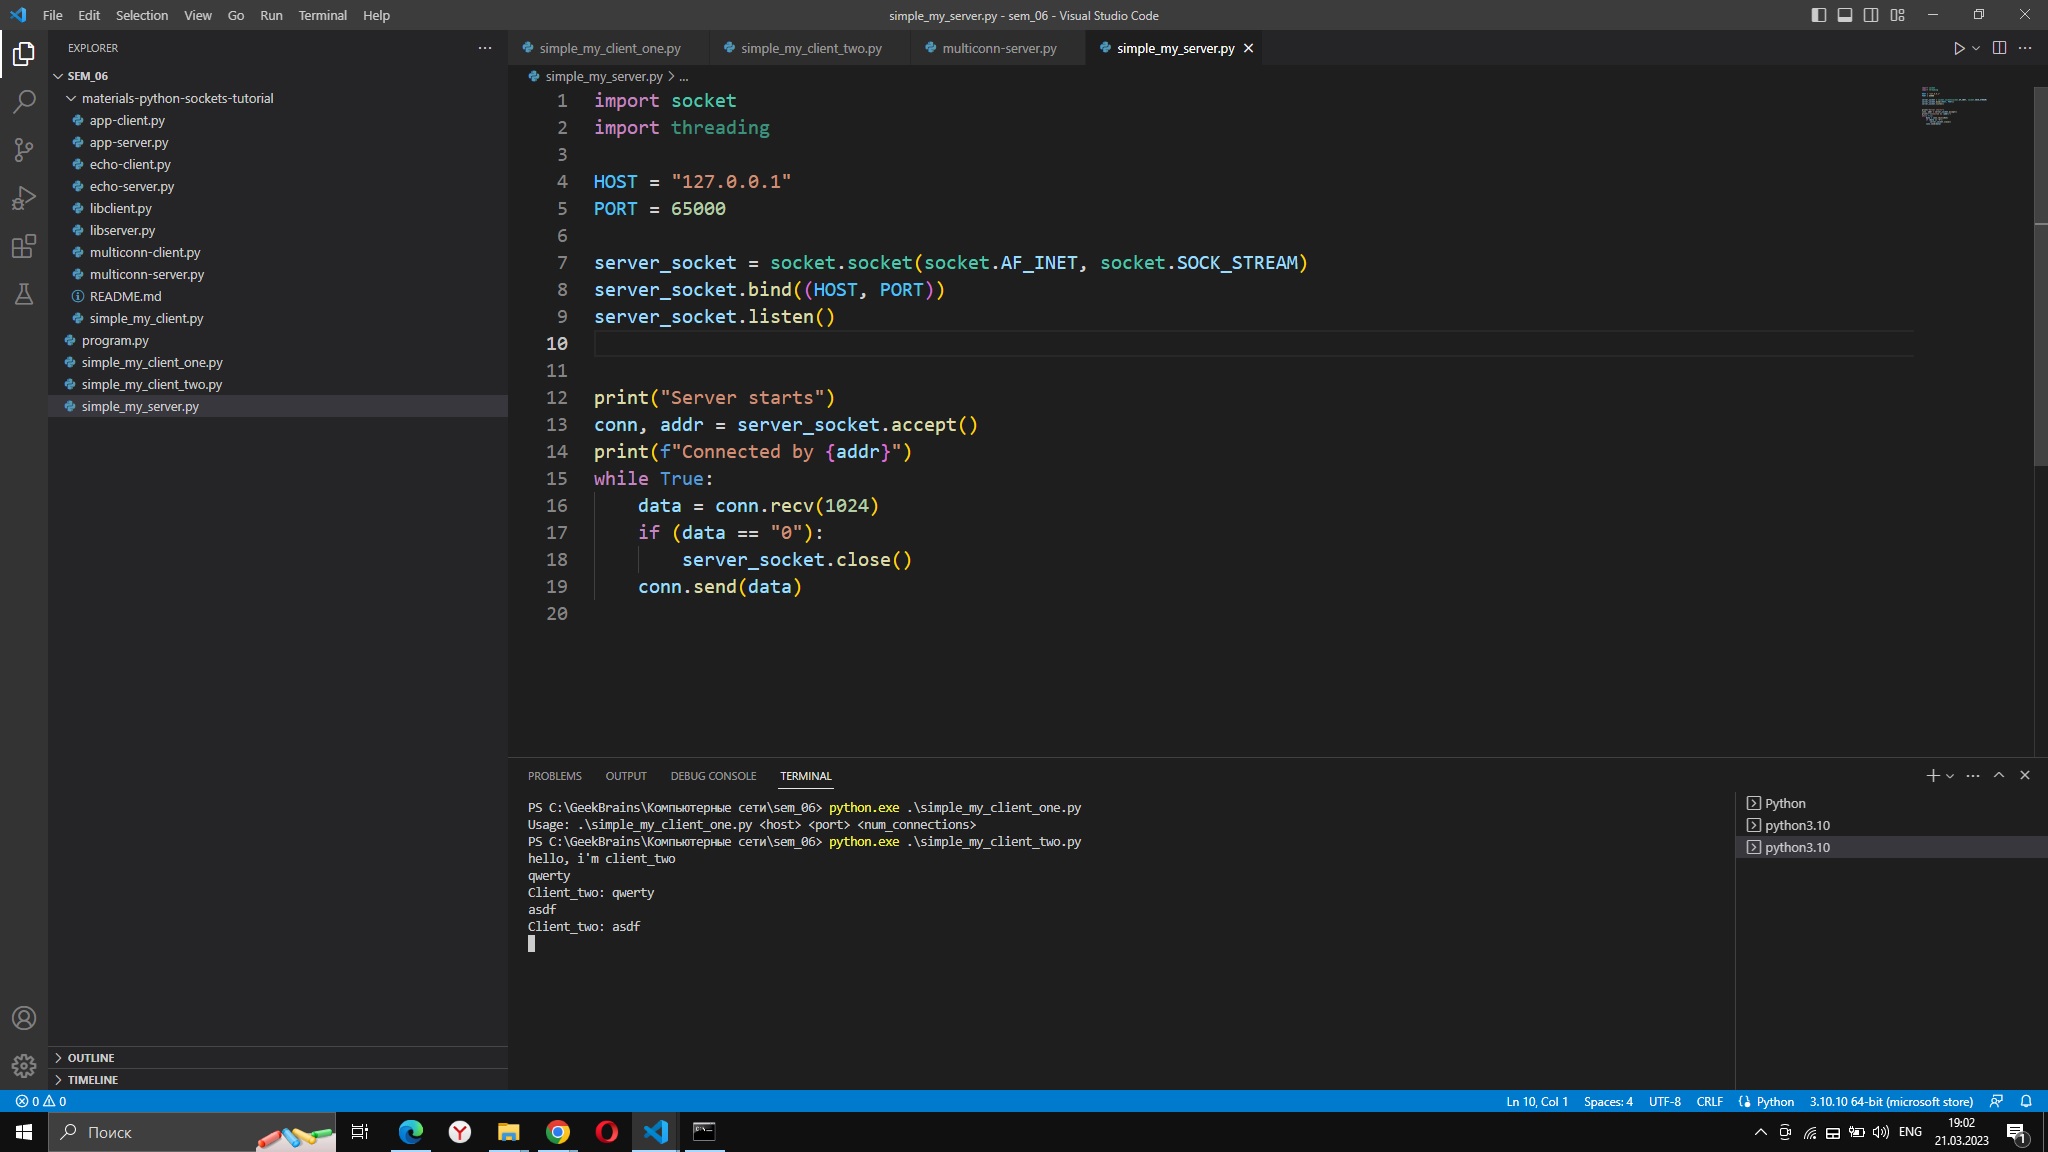 File Edit Selection View Go Run Terminal Help
simple_my_server.py - sem_06 - Visual Studio Code
EXPLORER
SEM_06
materials-python-sockets-tutorial
app-client.py
app-server.py
echo-client.py
echo-server.py
libclient.py
libserver.py
multiconn-client.py
multiconn-server.py
README.md
simple_my_client.py
program.py
simple_my_client_one.py
simple_my_client_two.py
simple_my_server.py
OUTLINE
TIMELINE
simple_my_client_one.py simple_my_client_two.py multiconn-server.py simple_my_server.py
simple_my_server.py > ...
1 import socket
2 import threading
3
4 HOST = "127.0.0.1"
5 PORT = 65000
6
7 server_socket = socket.socket(socket.AF_INET, socket.SOCK_STREAM)
8 server_socket.bind((HOST, PORT))
9 server_socket.listen()
10
11
12 print("Server starts")
13 conn, addr = server_socket.accept()
14 print(f"Connected by {addr}")
15 while True:
16 data = conn.recv(1024)
17 if (data == "0"):
18 server_socket.close()
19 conn.send(data)
20
PROBLEMS OUTPUT DEBUG CONSOLE TERMINAL
PS C:\GeekBrains\Компьютерные сети\sem_06> python.exe .\simple_my_client_one.py
Usage: .\simple_my_client_one.py <host> <port> <num_connections>
PS C:\GeekBrains\Компьютерные сети\sem_06> python.exe .\simple_my_client_two.py
hello, i'm client_two
qwerty
Client_two: qwerty
asdf
Client_two: asdf
Python
python3.10
python3.10
0 0
Ln 10, Col 1 Spaces: 4 UTF-8 CRLF Python 3.10.10 64-bit (microsoft store)
Поиск
ENG
19:02
21.03.2023
1